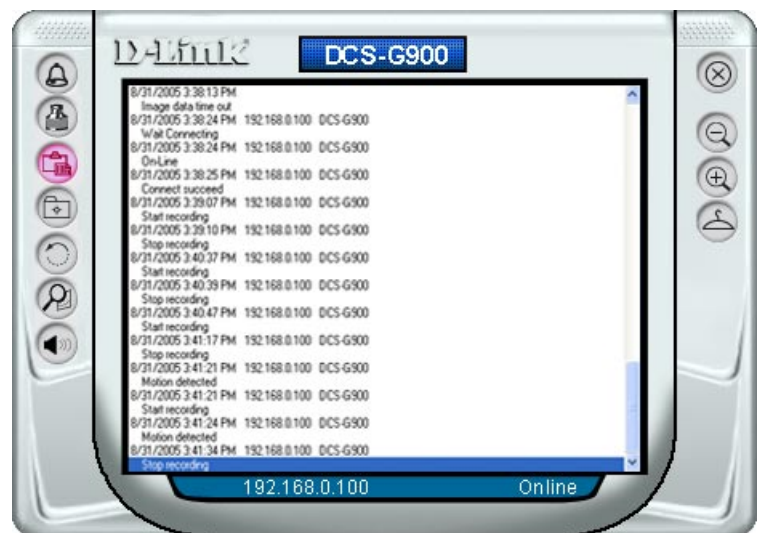 D-Link
DCS-G900
8/31/2005 3:38:13 PM
Image data time out
8/31/2005 3:38:24 PM 192.168.0.100 DCS-G900
Wait Connecting
8/31/2005 3:38:24 PM 192.168.0.100 DCS-G900
On-Line
8/31/2005 3:38:25 PM 192.168.0.100 DCS-G900
Connect succeed
8/31/2005 3:39:07 PM 192.168.0.100 DCS-G900
Start recording
8/31/2005 3:39:10 PM 192.168.0.100 DCS-G900
Stop recording
8/31/2005 3:40:37 PM 192.168.0.100 DCS-G900
Start recording
8/31/2005 3:40:39 PM 192.168.0.100 DCS-G900
Stop recording
8/31/2005 3:40:47 PM 192.168.0.100 DCS-G900
Start recording
8/31/2005 3:41:17 PM 192.168.0.100 DCS-G900
Stop recording
8/31/2005 3:41:21 PM 192.168.0.100 DCS-G900
Motion detected
8/31/2005 3:41:21 PM 192.168.0.100 DCS-G900
Start recording
8/31/2005 3:41:24 PM 192.168.0.100 DCS-G900
Motion detected
8/31/2005 3:41:34 PM 192.168.0.100 DCS-G900
Stop recording
192.168.0.100 Online